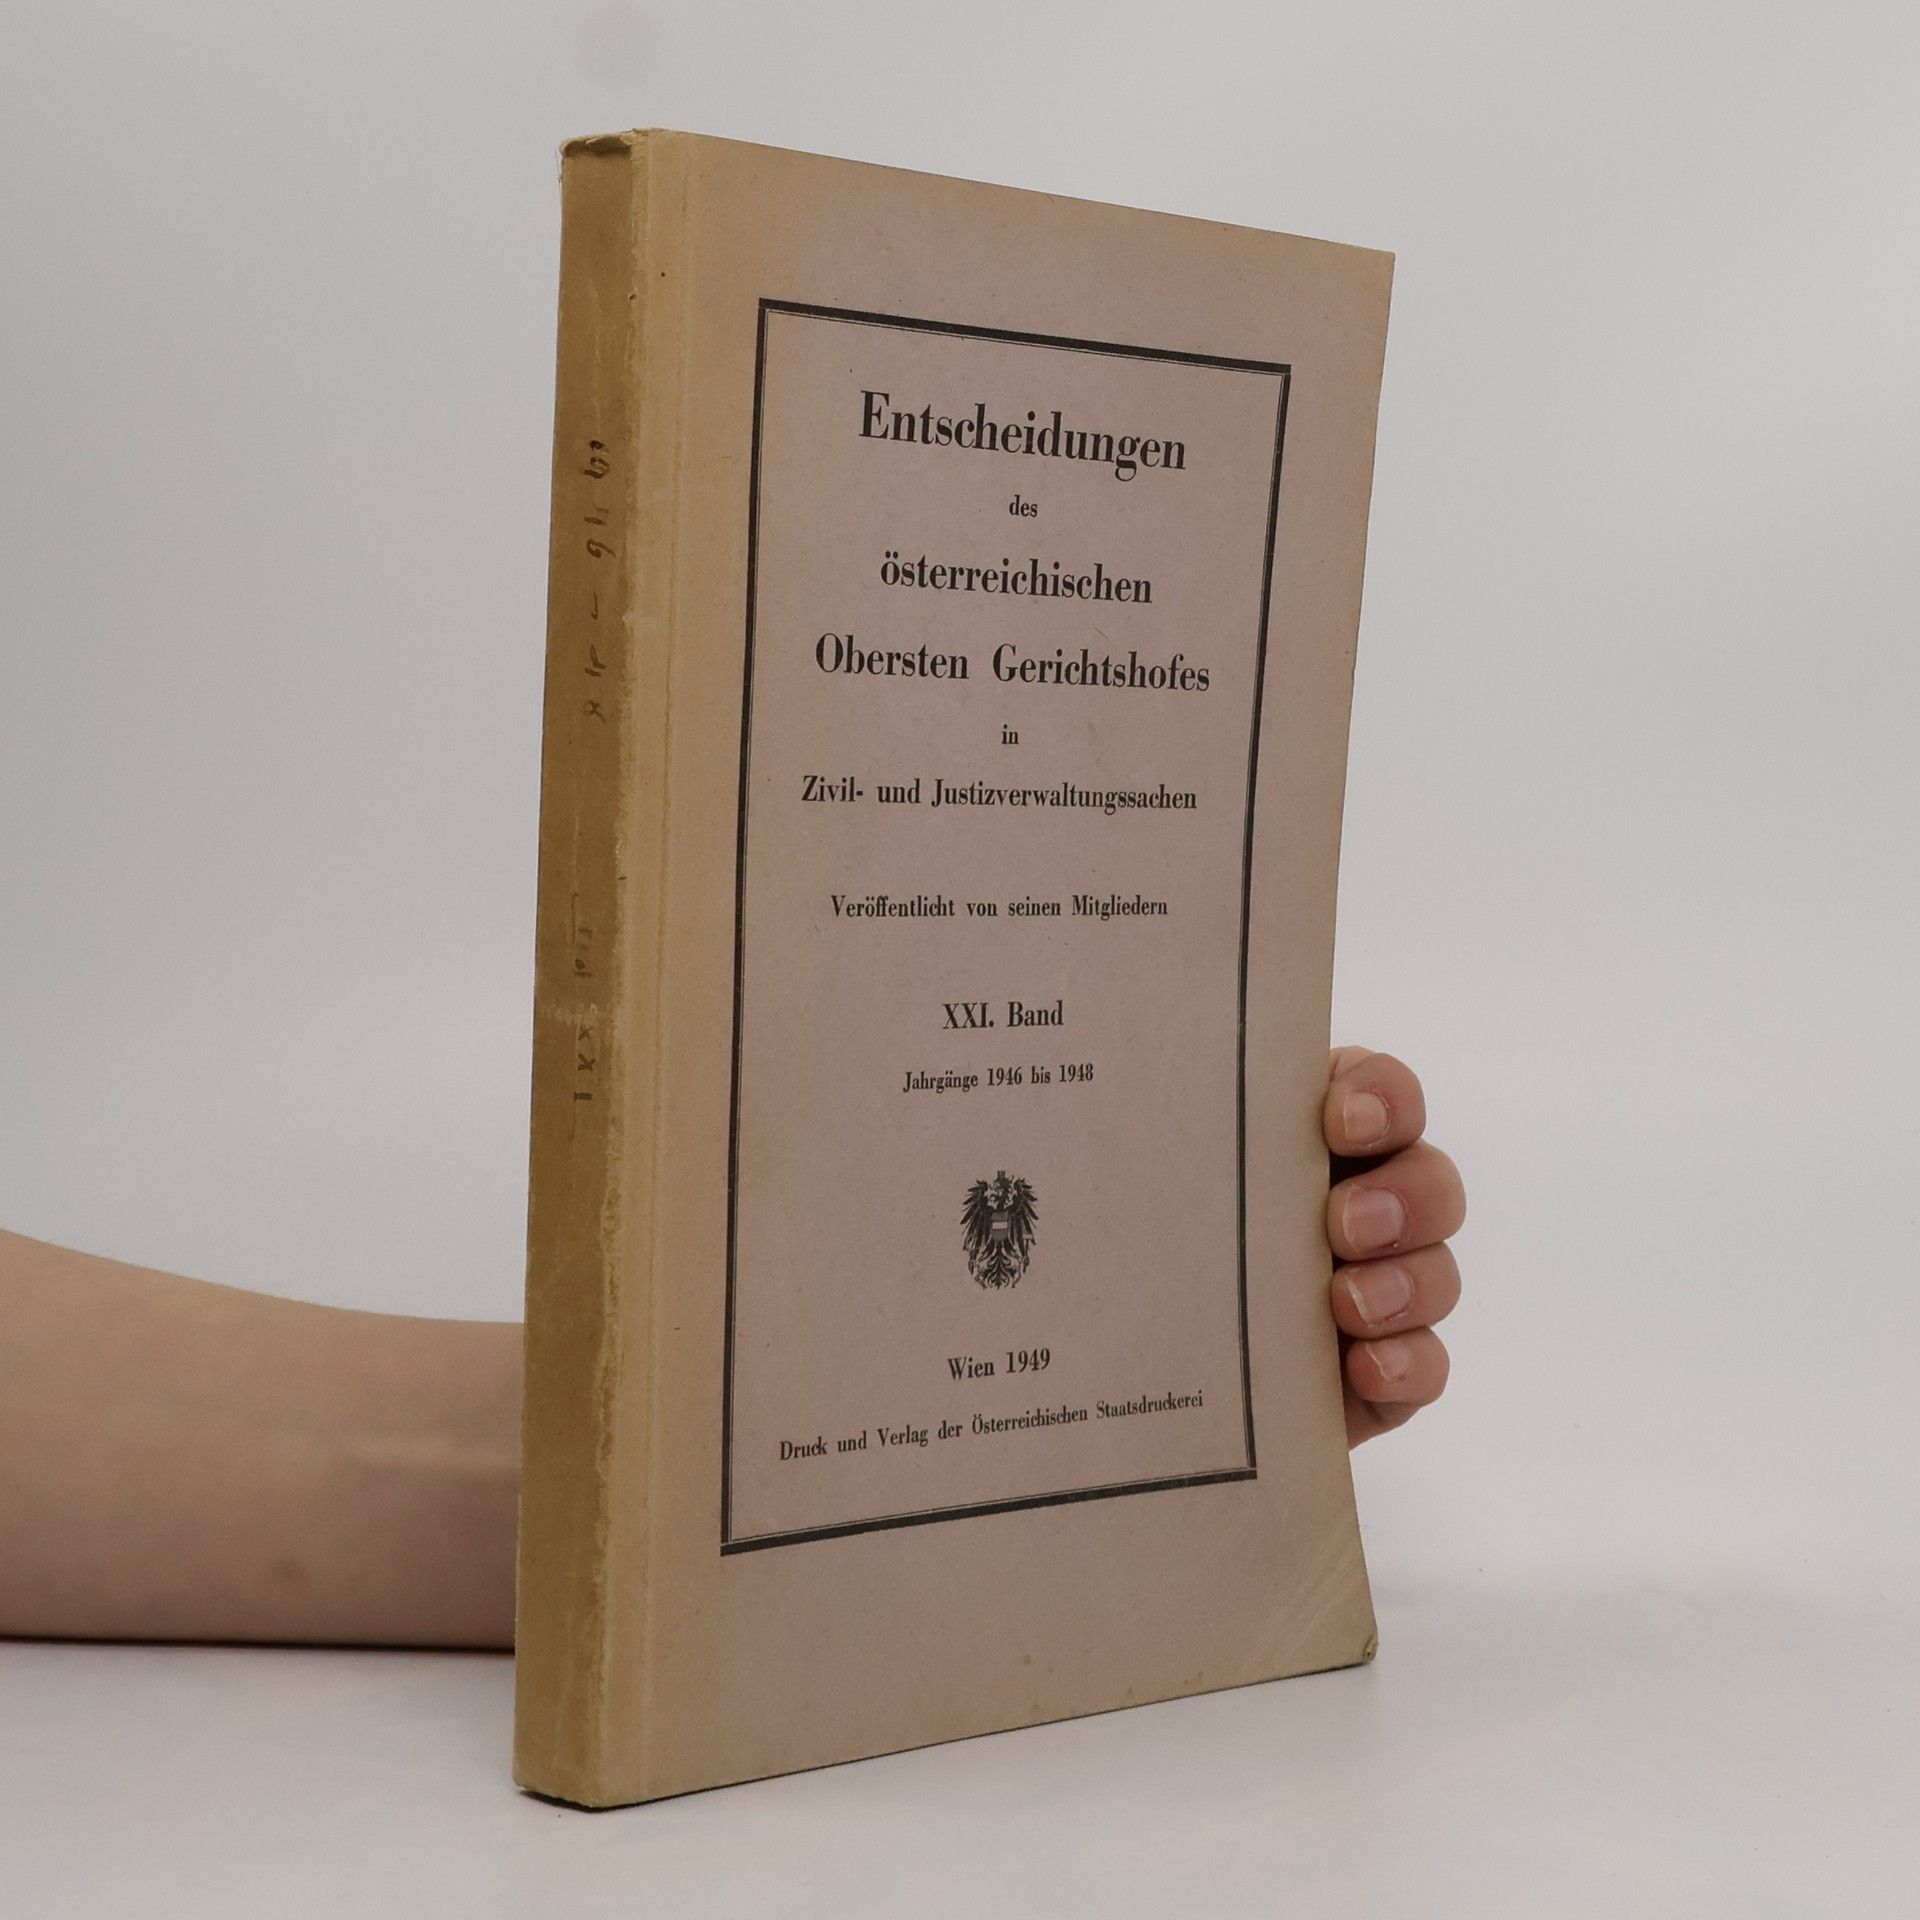 Entscheidungen
des
österreichischen
Obersten Gerichtshofes
in
Zivil- und Justizverwaltungssachen
Veröffentlicht von seinen Mitgliedern
XXI. Band
Jahrgänge 1946 bis 1948
Wien 1949
Druck und Verlag der Österreichischen Staatsdruckerei